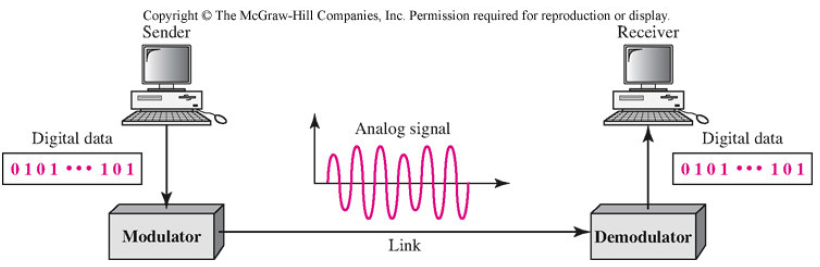 Copyright © The McGraw-Hill Companies, Inc. Permission required for reproduction or display.
Sender
Receiver
Digital data
0101 ••• 101
Analog signal
Digital data
0101 ••• 101
Modulator
Link
Demodulator